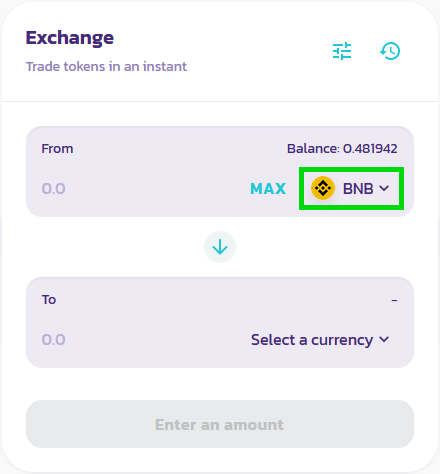 Exchange
Trade tokens in an instant
From Balance: 0.481942
0.0 MAX BNB
To -
0.0 Select a currency
Enter an amount